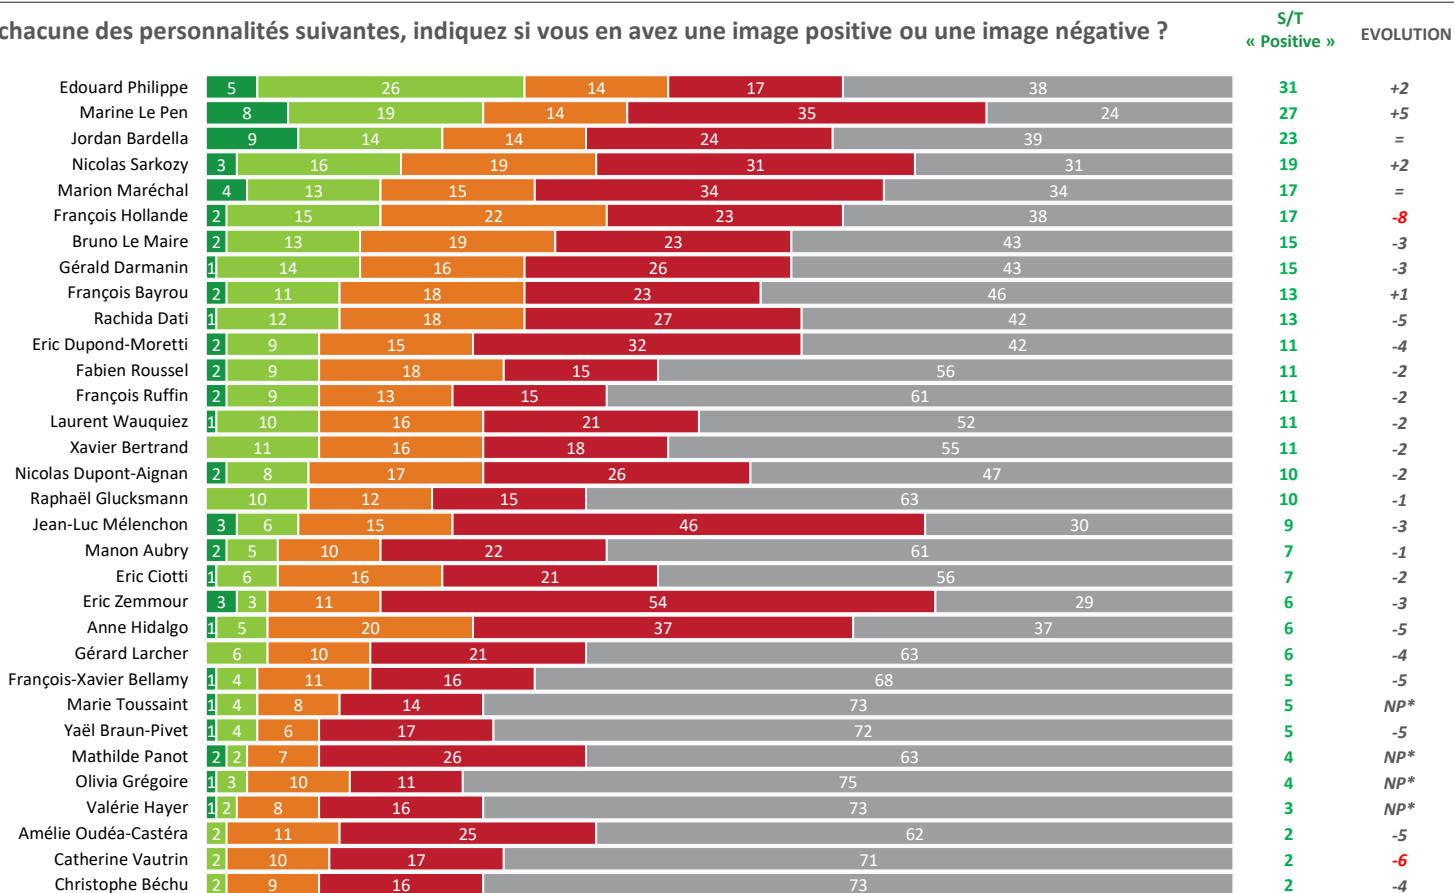 chacune des personnalités suivantes, indiquez si vous en avez une image positive ou une image négative ?
S/T
« Positive »
EVOLUTION
Edouard Philippe 5 26 14 17 38 31 +2
Marine Le Pen 8 19 14 35 24 27 +5
Jordan Bardella 9 14 14 24 39 23 =
Nicolas Sarkozy 3 16 19 31 31 19 +2
Marion Maréchal 4 13 15 34 34 17 =
François Hollande 2 15 22 23 38 17 -8
Bruno Le Maire 2 13 19 23 43 15 -3
Gérald Darmanin 1 14 16 26 43 15 -3
François Bayrou 2 11 18 23 46 13 +1
Rachida Dati 1 12 18 27 42 13 -5
Eric Dupond-Moretti 2 9 15 32 42 11 -4
Fabien Roussel 2 9 18 15 56 11 -2
François Ruffin 2 9 13 15 61 11 -2
Laurent Wauquiez 1 10 16 21 52 11 -2
Xavier Bertrand 11 16 18 55 11 -2
Nicolas Dupont-Aignan 2 8 17 26 47 10 -2
Raphaël Glucksmann 10 12 15 63 10 -1
Jean-Luc Mélenchon 3 6 15 46 30 9 -3
Manon Aubry 2 5 10 22 61 7 -1
Eric Ciotti 1 6 16 21 56 7 -2
Eric Zemmour 3 3 11 54 29 6 -3
Anne Hidalgo 1 5 20 37 37 6 -5
Gérard Larcher 6 10 21 63 6 -4
François-Xavier Bellamy 1 4 11 16 68 5 -5
Marie Toussaint 1 4 8 14 73 5 NP*
Yaël Braun-Pivet 1 4 6 17 72 5 -5
Mathilde Panot 2 2 7 26 63 4 NP*
Olivia Grégoire 1 3 10 11 75 4 NP*
Valérie Hayer 1 2 8 16 73 3 NP*
Amélie Oudéa-Castéra 2 11 25 62 2 -5
Catherine Vautrin 2 10 17 71 2 -6
Christophe Béchu 2 9 16 73 2 -4